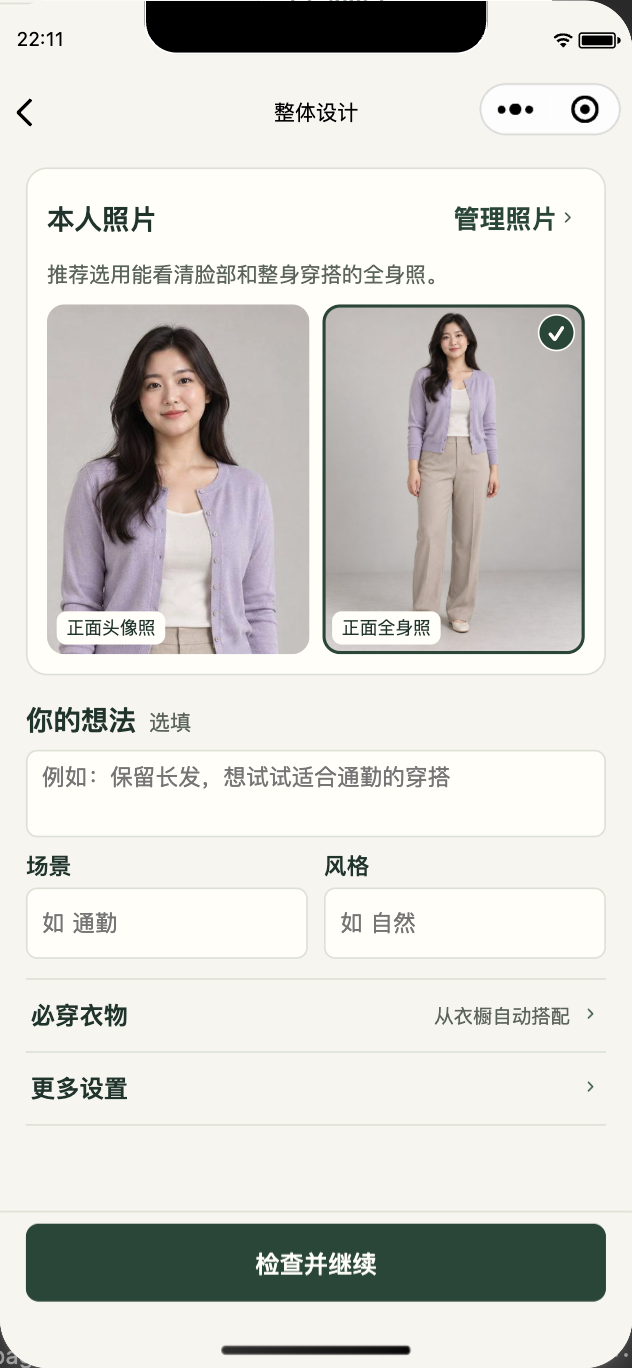 22:11
整体设计
本人照片
管理照片
推荐选用能看清脸部和整身穿搭的全身照。
正面头像照
正面全身照
你的想法 选填
例如：保留长发，想试试适合通勤的穿搭
场景
风格
如 通勤
如 自然
必穿衣物
从衣橱自动搭配
更多设置
检查并继续